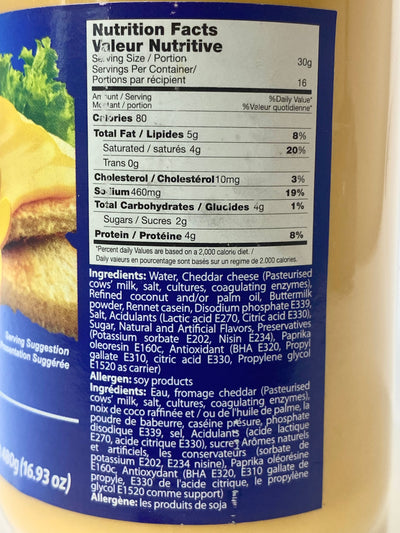 Nutrition Facts
Valeur Nutritive
Serving Size / Portion 30g
Servings Per Container/
Portions par récipient 16
Amount / Serving %Daily Value*
Montant / portion %Valeur quotidienne*
Calories 80
Total Fat / Lipides 5g 8%
Saturated / saturés 4g 20%
Trans 0g
Cholesterol / Cholestérol 10mg 3%
Sodium 460mg 19%
Total Carbohydrates / Glucides 4g 1%
Sugars / Sucres 2g
Protein / Protéine 4g 8%
*Percent daily Values are based on a 2,000 calorie diet. /
Daily valeurs en pourcentage sont basés sur un regime de 2.000 calories.
Ingredients: Water, Cheddar cheese (Pasteurised
cows' milk, salt, cultures, coagulating enzymes),
Refined coconut and/or palm oil, Buttermilk
powder, Rennet casein, Disodium phosphate E339,
Salt, Acidulants (Lactic acid E270, Citric acid E330),
Sugar, Natural and Artificial Flavors, Preservatives
(Potassium sorbate E202, Nisin E234), Paprika
oleoresin E160c, Antioxidant (BHA E320, Propyl
gallate E310, citric acid E330, Propylene glycol
E1520 as carrier)
Allergen: soy products
Ingrédients: Eau, fromage cheddar (Pasteurised
cows' milk, salt, cultures, coagulating enzymes),
noix de coco raffinée et / ou de l'huile de palme, la
poudre de babeurre, caséine présure, phosphate
disodique E339, sel, Acidulants (acide lactique
E270, acide citrique E330), sucre, Arômes naturels
et artificiels, les conservateurs (sorbate de
potassium E202, E234 nisine), Paprika oléorésine
E160c, Antioxydant (BHA E320, E310 gallate de
propyle, E330 de l'acide citrique, le propylène
glycol E1520 comme support)
Allergène: les produits de soja
Serving Suggestion
Présentation Suggérée
480g (16.93 oz)